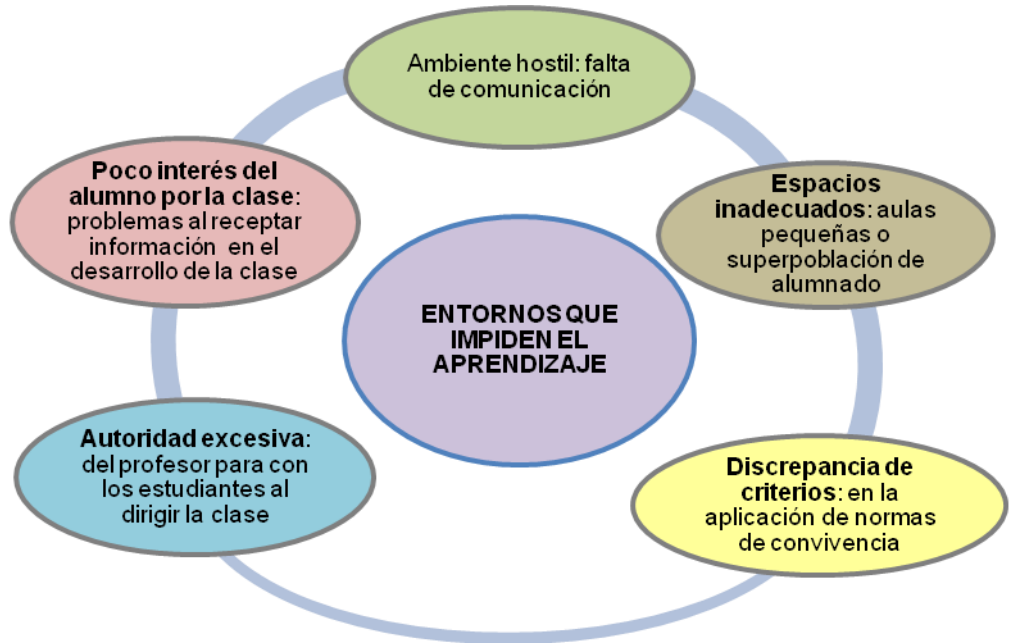 Ambiente hostil: falta
de comunicación
Poco interés del
alumno por la clase:
problemas al receptar
información en el
desarrollo de la clase
Espacios
inadecuados: aulas
pequeñas o
superpoblación de
alumnado
ENTORNOS QUE
IMPIDEN EL
APRENDIZAJE
Autoridad excesiva:
del profesor para con
los estudiantes al
dirigir la clase
Discrepancia de
criterios: en la
aplicación de normas
de convivencia